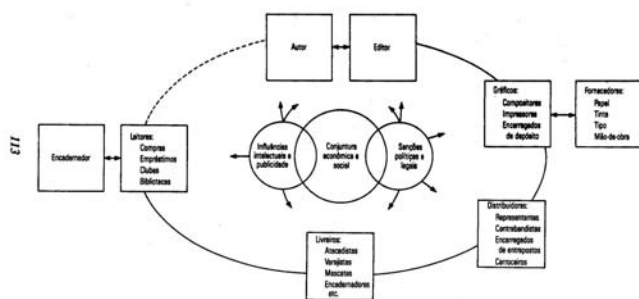 113
Autor
Editor
Gráficos:
Compositores
Impressores
Encarregados
de depósito
Fornecedores:
Papel
Tinta
Tipo
Mão-de-obra
Encadernador
Leitores:
Compras
Empréstimos
Clubes
Bibliotecas
Influências
intelectuais e
publicidade
Conjuntura
econômica e
social
Sanções
políticas e
legais
Distribuidores:
Representantes
Contrabandistas
Encarregados
de entrepostos
Carroceiros
Livreiros:
Atacadistas
Varejistas
Mascates
Encadernadores
etc.